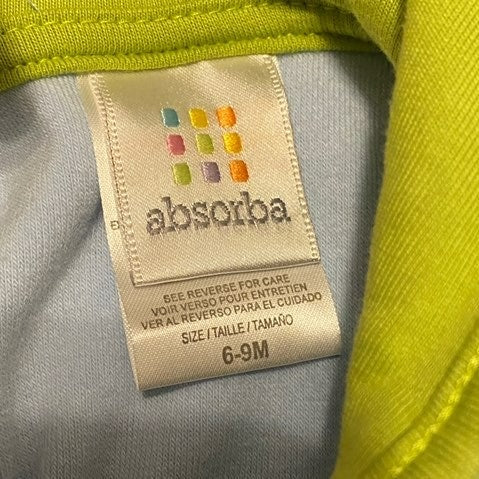 absorba
SEE REVERSE FOR CARE
VOIR VERSO POUR ENTRETIEN
VER AL REVERSO PARA EL CUIDADO
SIZE / TAILLE / TAMAÑO
6-9M